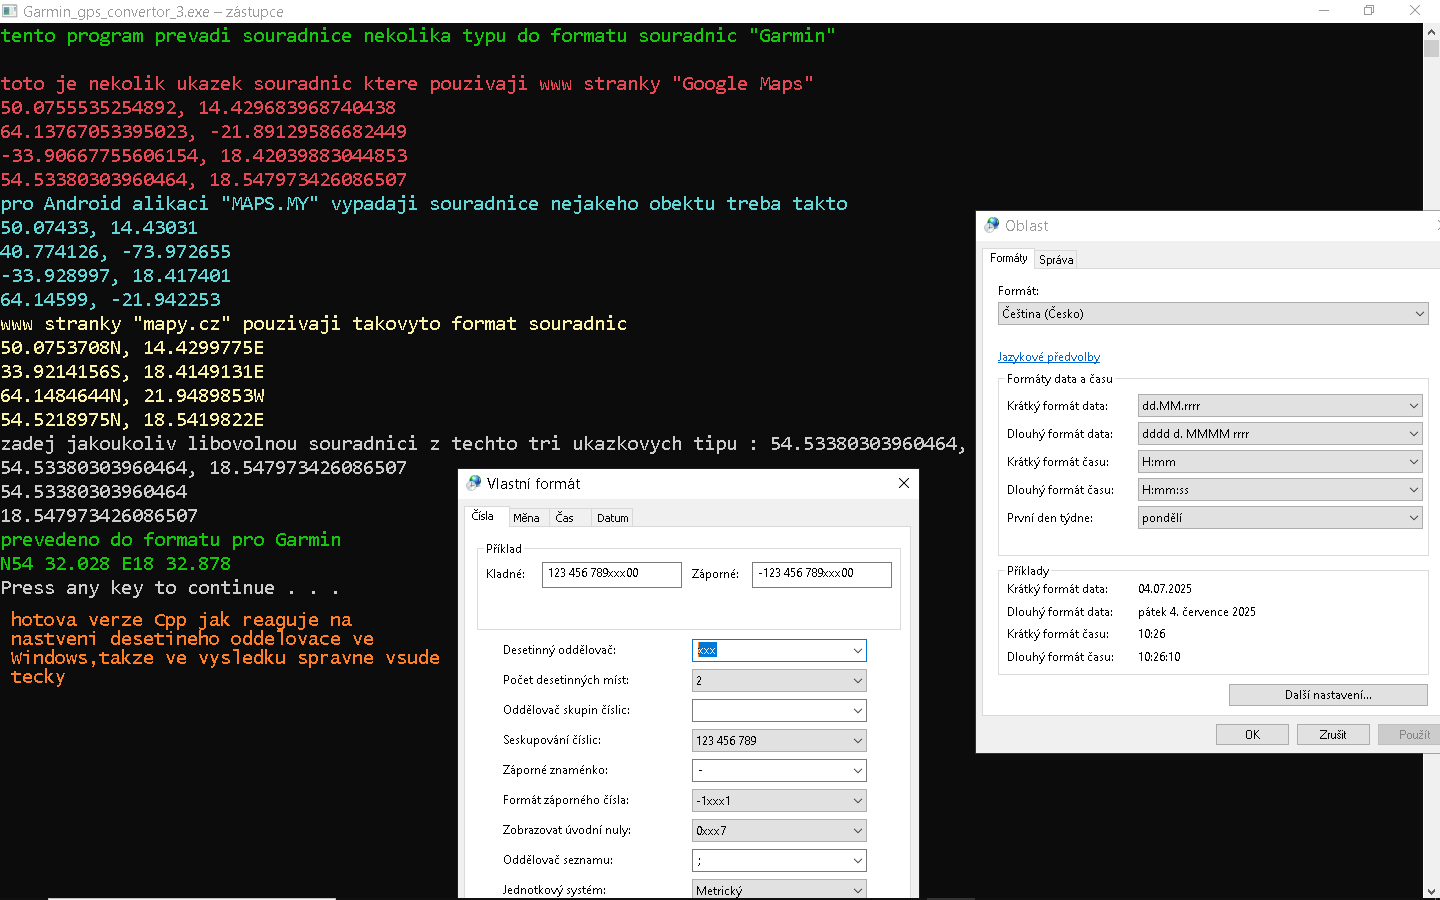 Garmin_gps_convertor_3.exe – zástupce
tento program prevadi souradnice nekolika typu do formatu souradnic "Garmin"
toto je nekolik ukazek souradnic ktere pouzivaji www stranky "Google Maps"
50.0755535254892, 14.429683968740438
64.13767053395023, -21.89129586682449
-33.90667755606154, 18.42039883044853
54.53380303960464, 18.547973426086507
pro Android alikaci "MAPS.MY" vypadaji souradnice nejakeho obektu treba takto
50.07433, 14.43031
40.774126, -73.972655
-33.928997, 18.417401
64.14599, -21.942253
www stranky "mapy.cz" pouzivaji takovyto format souradnic
50.0753708N, 14.4299775E
33.9214156S, 18.4149131E
64.1484644N, 21.9489853W
54.5218975N, 18.5419822E
zadej jakoukoliv libovolnou souradnici z techto tri ukazkovych tipu : 54.53380303960464,
54.53380303960464, 18.547973426086507
54.53380303960464
18.547973426086507
prevedeno do formatu pro Garmin
N54 32.028 E18 32.878
Press any key to continue . . .
hotova verze Cpp jak reaguje na
nastveni desetineho oddelovace ve
Windows,takze ve vysledku spravne vsude
tecky
Vlastní formát
Čísla Měna Čas Datum
Příklad
Kladné: 123 456 789xxx00 Záporné: -123 456 789xxx00
Desetinný oddělovač: xxx
Počet desetinných míst: 2
Oddělovač skupin číslic:
Seskupování číslic: 123 456 789
Záporné znaménko: -
Formát záporného čísla: -1xxx1
Zobrazovat úvodní nuly: 0xxx7
Oddělovač seznamu: ;
Jednotkový systém: Metrický
Oblast
Formáty Správa
Formát:
Čeština (Česko)
Jazykové předvolby
Formáty data a času
Krátký formát data: dd.MM.rrrr
Dlouhý formát data: dddd d. MMMM rrrr
Krátký formát času: H:mm
Dlouhý formát času: H:mm:ss
První den týdne: pondělí
Příklady
Krátký formát data: 04.07.2025
Dlouhý formát data: pátek 4. července 2025
Krátký formát času: 10:26
Dlouhý formát času: 10:26:10
Další nastavení...
OK Zrušit Použít